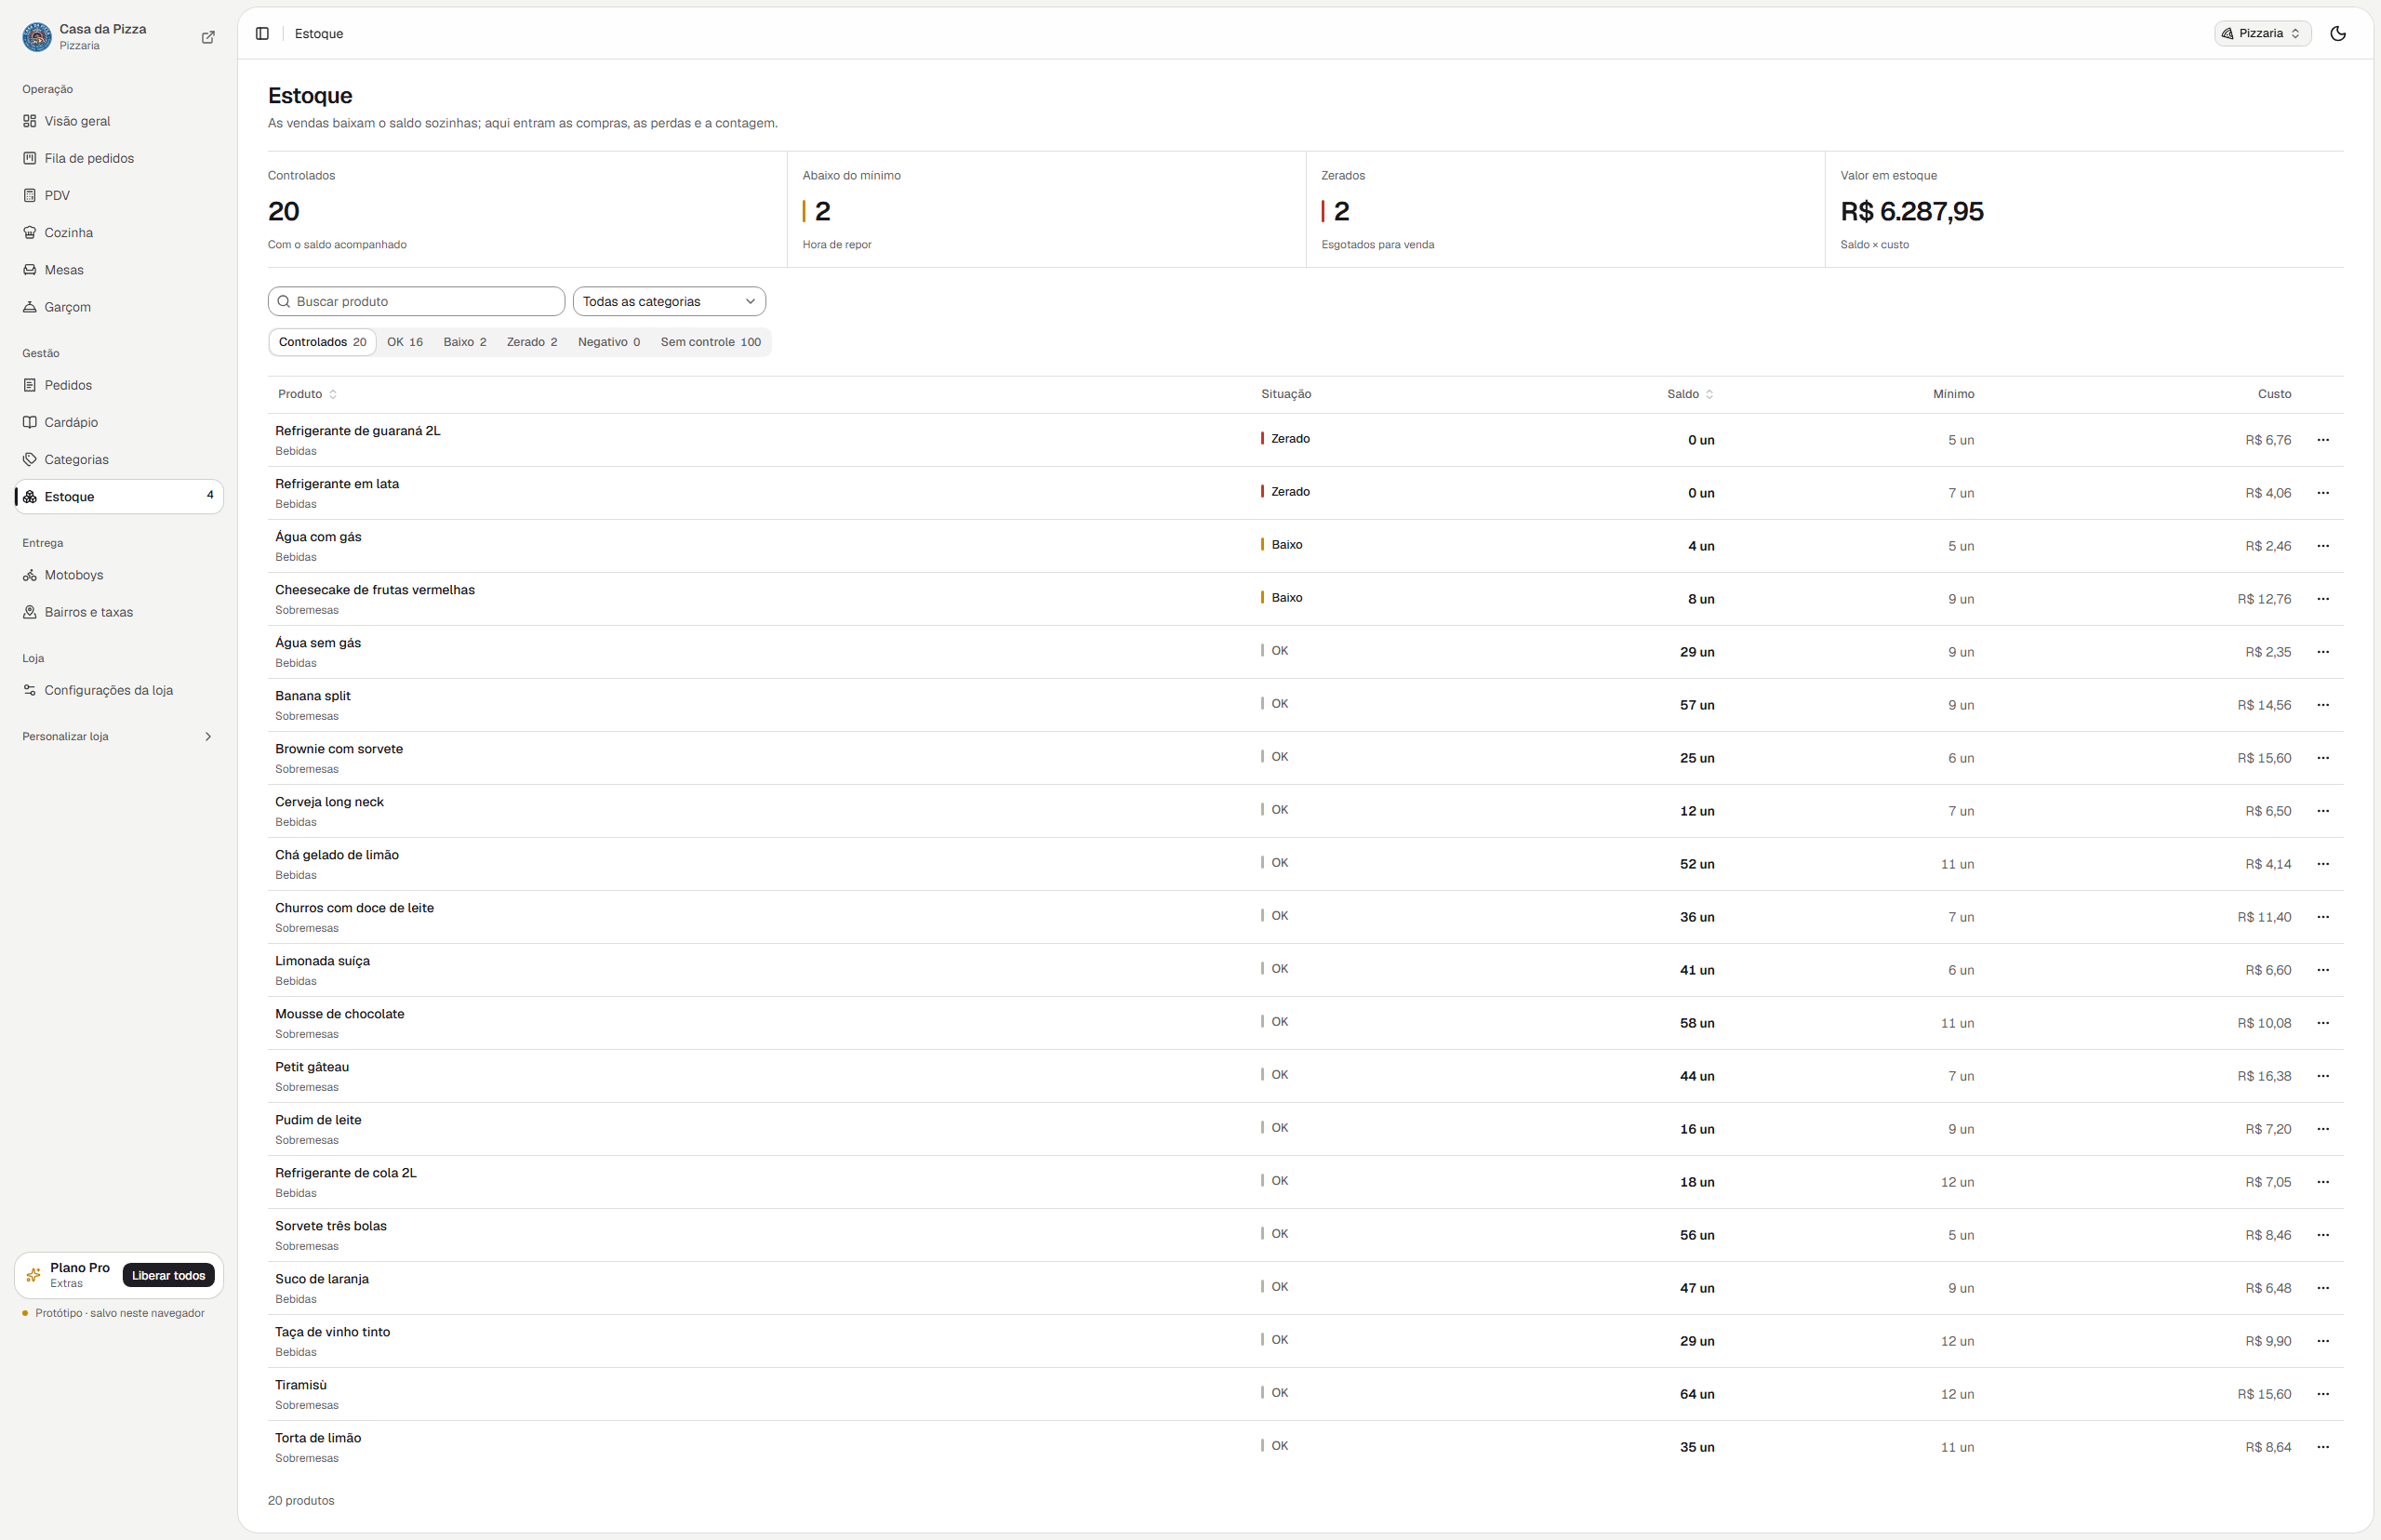 Casa da Pizza
Pizzaria
Operação
Visão geral
Fila de pedidos
PDV
Cozinha
Mesas
Garçom
Gestão
Pedidos
Cardápio
Categorias
Estoque 4
Entrega
Motoboys
Bairros e taxas
Loja
Configurações da loja
Personalizar loja
Plano Pro
Extras
Liberar todos
Protótipo · salvo neste navegador
Estoque
Pizzaria
Estoque
As vendas baixam o saldo sozinhas; aqui entram as compras, as perdas e a contagem.
Controlados
20
Com o saldo acompanhado
Abaixo do mínimo
2
Hora de repor
Zerados
2
Esgotados para venda
Valor em estoque
R$ 6.287,95
Saldo × custo
Buscar produto
Todas as categorias
Controlados 20 OK 16 Baixo 2 Zerado 2 Negativo 0 Sem controle 100
Produto Situação Saldo Mínimo Custo
Refrigerante de guaraná 2L
Bebidas
Zerado 0 un 5 un R$ 6,76
Refrigerante em lata
Bebidas
Zerado 0 un 7 un R$ 4,06
Água com gás
Bebidas
Baixo 4 un 5 un R$ 2,46
Cheesecake de frutas vermelhas
Sobremesas
Baixo 8 un 9 un R$ 12,76
Água sem gás
Bebidas
OK 29 un 9 un R$ 2,35
Banana split
Sobremesas
OK 57 un 9 un R$ 14,56
Brownie com sorvete
Sobremesas
OK 25 un 6 un R$ 15,60
Cerveja long neck
Bebidas
OK 12 un 7 un R$ 6,50
Chá gelado de limão
Bebidas
OK 52 un 11 un R$ 4,14
Churros com doce de leite
Sobremesas
OK 36 un 7 un R$ 11,40
Limonada suíça
Bebidas
OK 41 un 6 un R$ 6,60
Mousse de chocolate
Sobremesas
OK 58 un 11 un R$ 10,08
Petit gâteau
Sobremesas
OK 44 un 7 un R$ 16,38
Pudim de leite
Sobremesas
OK 16 un 9 un R$ 7,20
Refrigerante de cola 2L
Bebidas
OK 18 un 12 un R$ 7,05
Sorvete três bolas
Sobremesas
OK 56 un 5 un R$ 8,46
Suco de laranja
Bebidas
OK 47 un 9 un R$ 6,48
Taça de vinho tinto
Bebidas
OK 29 un 12 un R$ 9,90
Tiramisù
Sobremesas
OK 64 un 12 un R$ 15,60
Torta de limão
Sobremesas
OK 35 un 11 un R$ 8,64
20 produtos